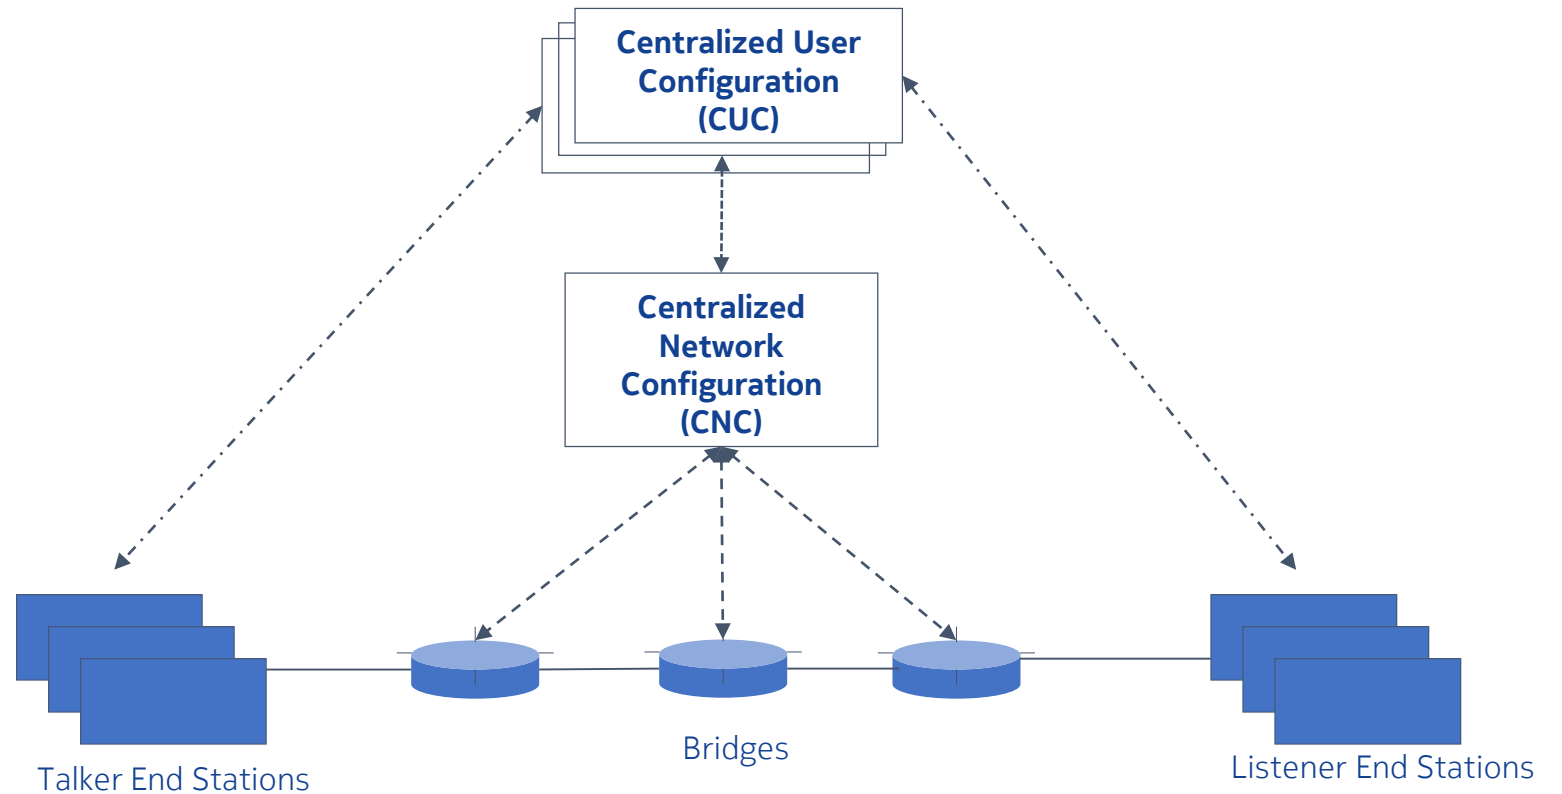 Centralized User
Configuration
(CUC)
Centralized
Network
Configuration
(CNC)
Bridges
Talker End Stations
Listener End Stations